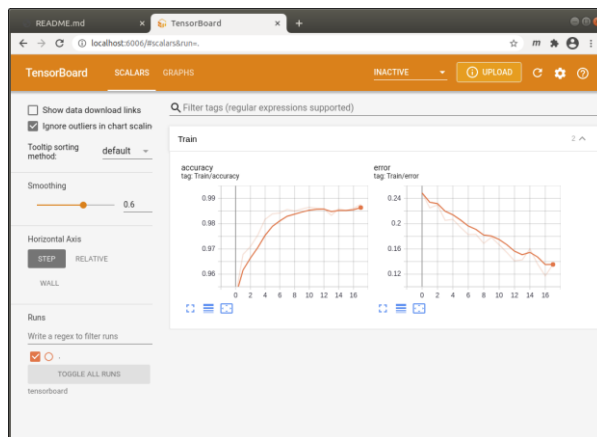 README.md
TensorBoard
localhost:6006/#scalars&run=.
TensorBoard
SCALARS
GRAPHS
INACTIVE
UPLOAD
Show data download links
Ignore outliers in chart scalin
Tooltip sorting
method:
default
Smoothing
0.6
Horizontal Axis
STEP
RELATIVE
WALL
Runs
Write a regex to filter runs
.
TOGGLE ALL RUNS
tensorboard
Filter tags (regular expressions supported)
Train
2
accuracy
tag: Train/accuracy
0.99
0.98
0.97
0.96
0 2 4 6 8 10 12 14 16
error
tag: Train/error
0.24
0.2
0.16
0.12
0 2 4 6 8 10 12 14 16